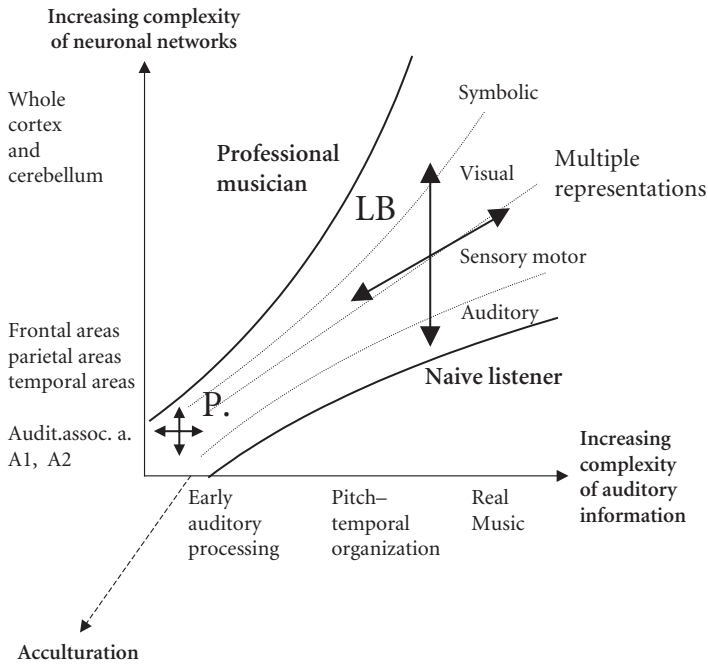 Increasing complexity
of neuronal networks
Whole
cortex
and
cerebellum
Professional
musician
LB
Symbolic
Visual
Multiple
representations
Sensory motor
Auditory
Naive listener
Frontal areas
parietal areas
temporal areas
P.
Audit.assoc. a.
A1, A2
Increasing
complexity
of auditory
information
Early
auditory
processing
Pitch–
temporal
organization
Real
Music
Acculturation